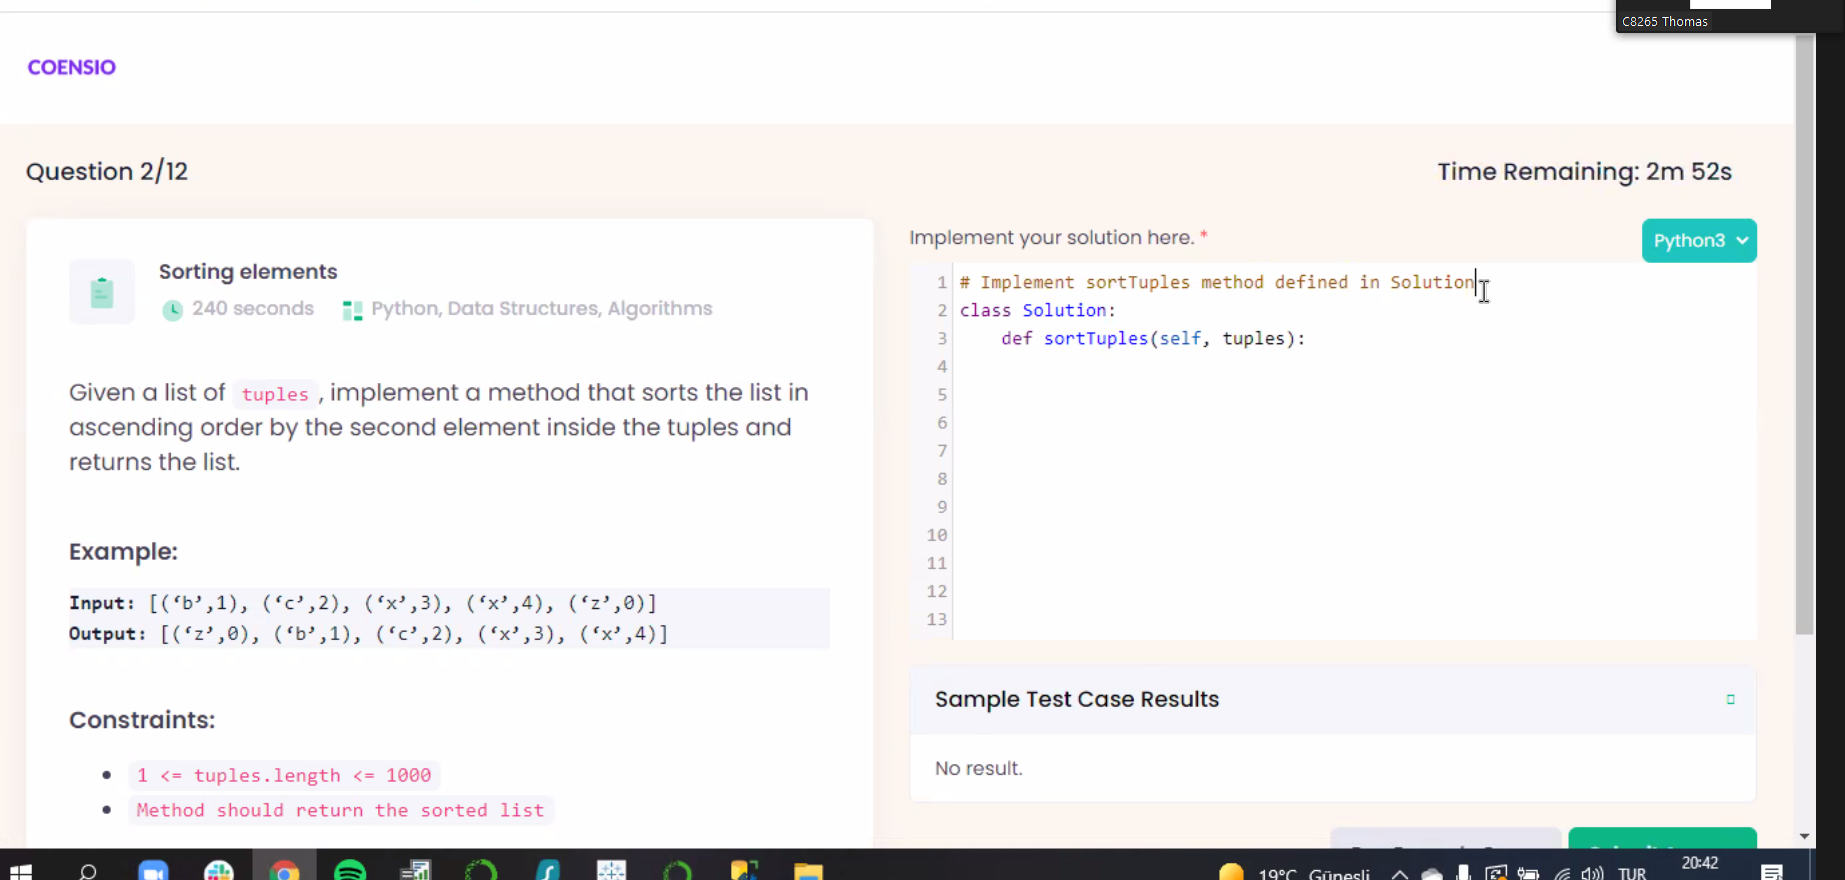 C8265 Thomas
COENSIO
Question 2/12
Time Remaining: 2m 52s
Sorting elements
240 seconds
Python, Data Structures, Algorithms
Given a list of tuples, implement a method that sorts the list in
ascending order by the second element inside the tuples and
returns the list.
Example:
Input: [(‘b’,1), (‘c’,2), (‘x’,3), (‘x’,4), (‘z’,0)]
Output: [(‘z’,0), (‘b’,1), (‘c’,2), (‘x’,3), (‘x’,4)]
Constraints:
1 <= tuples.length <= 1000
Method should return the sorted list
Implement your solution here. *
Python3
1 # Implement sortTuples method defined in Solution
2 class Solution:
3 def sortTuples(self, tuples):
4
5
6
7
8
9
10
11
12
13
Sample Test Case Results
No result.
19°C Güneşli
TUR
20:42